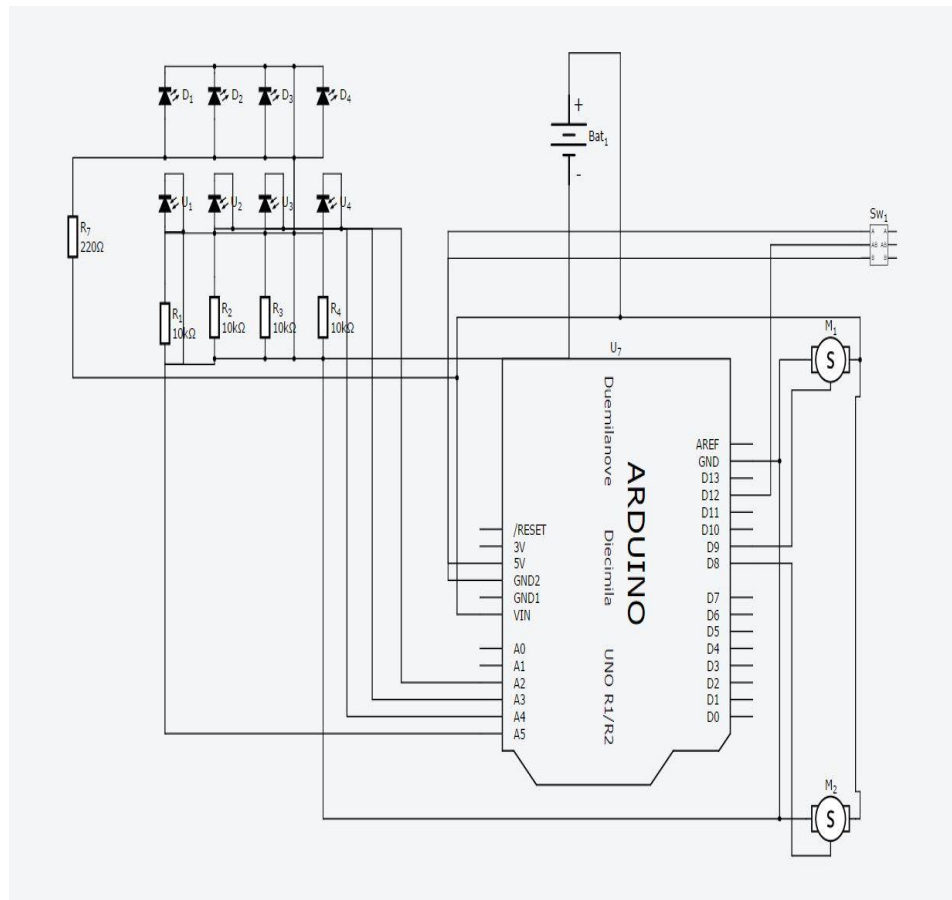 D1
D2
D3
D4
+
Bat1
-
U1
U2
U3
U4
Sw1
A A
AB AB
B B
R7
220Ω
R1
10kΩ
R2
10kΩ
R3
10kΩ
R4
10kΩ
M1
S
U7
Duemilanove
Diecimila
UNO R1/R2
ARDUINO
/RESET
3V
5V
GND2
GND1
VIN
A0
A1
A2
A3
A4
A5
AREF
GND
D13
D12
D11
D10
D9
D8
D7
D6
D5
D4
D3
D2
D1
D0
M2
S